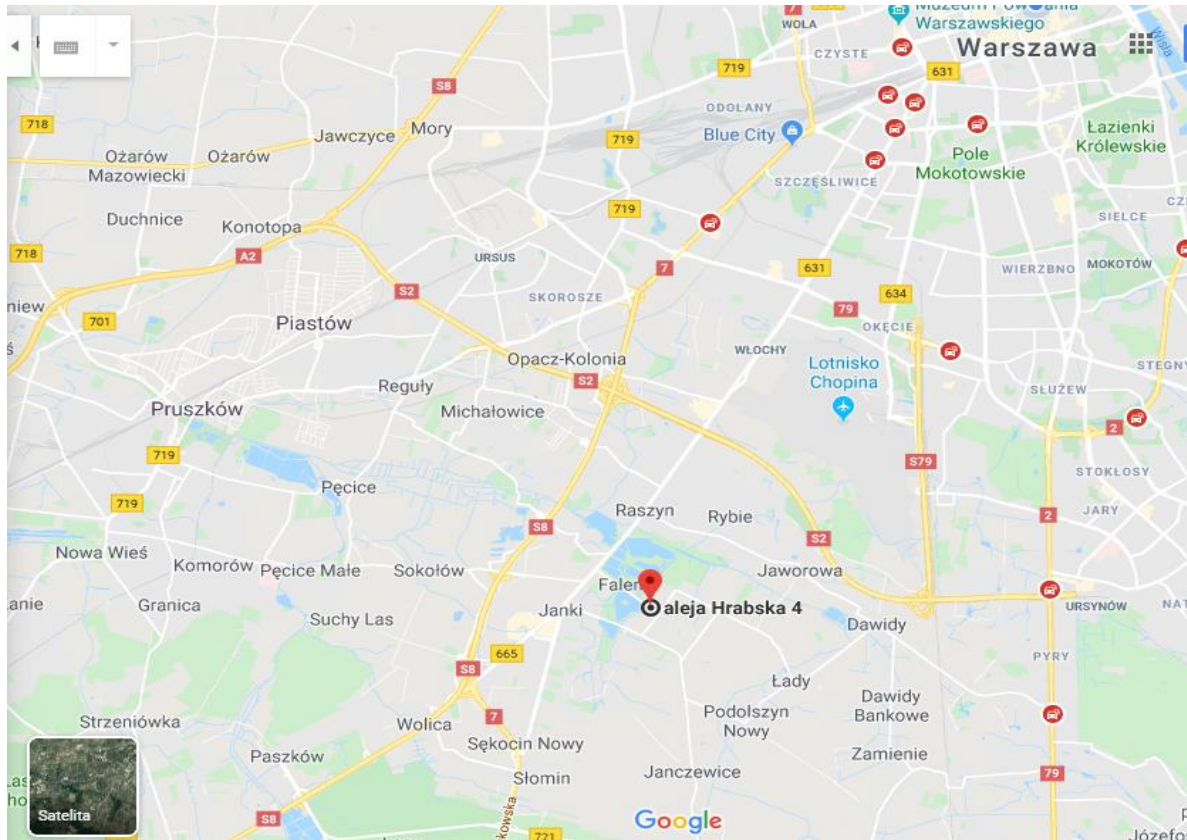 Muzeum Powstania
Warszawskiego
WOLA
7
CZYSTE
Warszawa
S8
719
631
718
ODOLANY
Jawczyce
Mory
719
Blue City
Łazienki
Królewskie
Ożarów
Mazowiecki
Ożarów
Pole
Mokotowskie
SZCZĘŚLIWICE
Duchnice
719
Konotopa
SIELCE
718
A2
URSUS
7
631
WIERZBNO
MOKOTÓW
S2
SKOROSZE
634
79
701
Piastów
OKĘCIE
WŁOCHY
Opacz-Kolonia
Lotnisko
Chopina
STEGNY
S2
Reguły
SŁUŻEW
Pruszków
Michałowice
2
719
S79
STOKŁOSY
Pęcice
719
Raszyn
Rybie
JARY
2
S8
S2
Nowa Wieś
Komorów
Pęcice Małe
Sokołów
Jaworowa
Falen
Granica
Janki
aleja Hrabska 4
URSYNÓW
Suchy Las
Dawidy
665
PYRY
S8
Łady
Dawidy
Bankowe
Strzeniówka
Wolica
7
Podolszyn
Nowy
Sękocin Nowy
Paszków
Zamienie
Słomin
Janczewice
79
Satelita
S8
Google
721